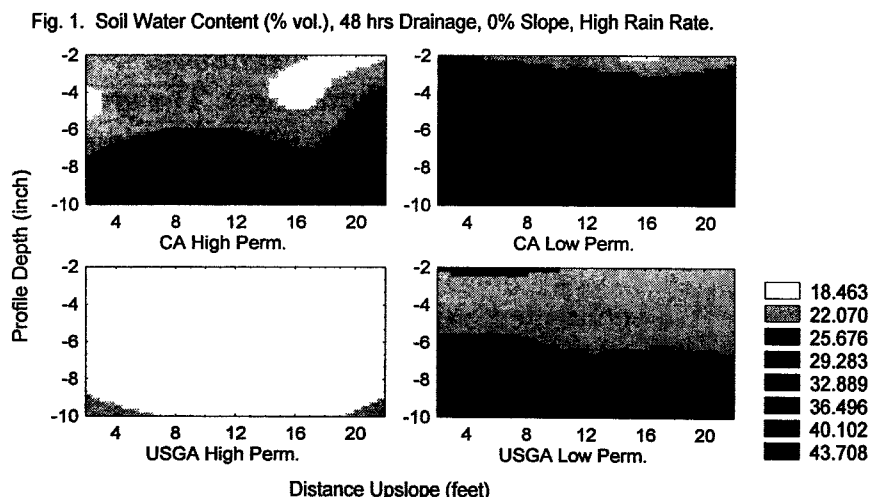 Fig. 1. Soil Water Content (% vol.), 48 hrs Drainage, 0% Slope, High Rain Rate.
Profile Depth (inch)
-2
-4
-6
-8
-10
4 8 12 16 20
CA High Perm.
-2
-4
-6
-8
-10
4 8 12 16 20
CA Low Perm.
-2
-4
-6
-8
-10
4 8 12 16 20
USGA High Perm.
-2
-4
-6
-8
-10
4 8 12 16 20
USGA Low Perm.
18.463
22.070
25.676
29.283
32.889
36.496
40.102
43.708
Distance Upslope (feet)